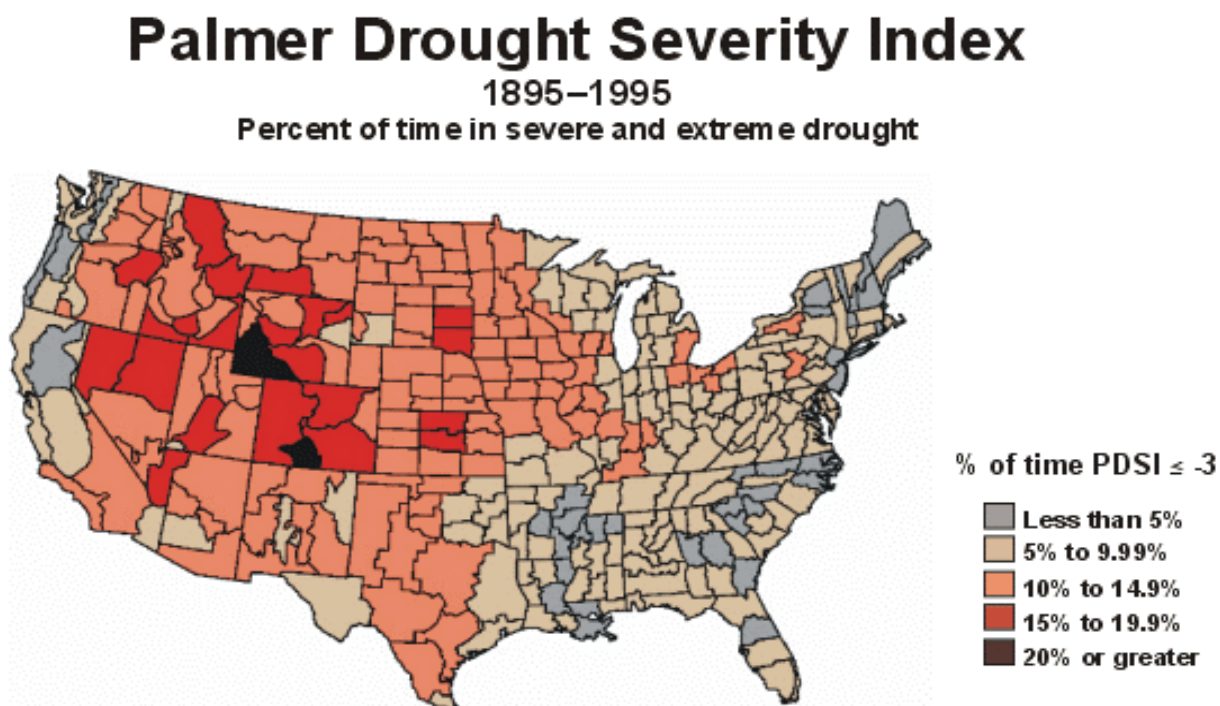 Palmer Drought Severity Index
1895–1995
Percent of time in severe and extreme drought
% of time PDSI ≤ -3
Less than 5%
5% to 9.99%
10% to 14.9%
15% to 19.9%
20% or greater